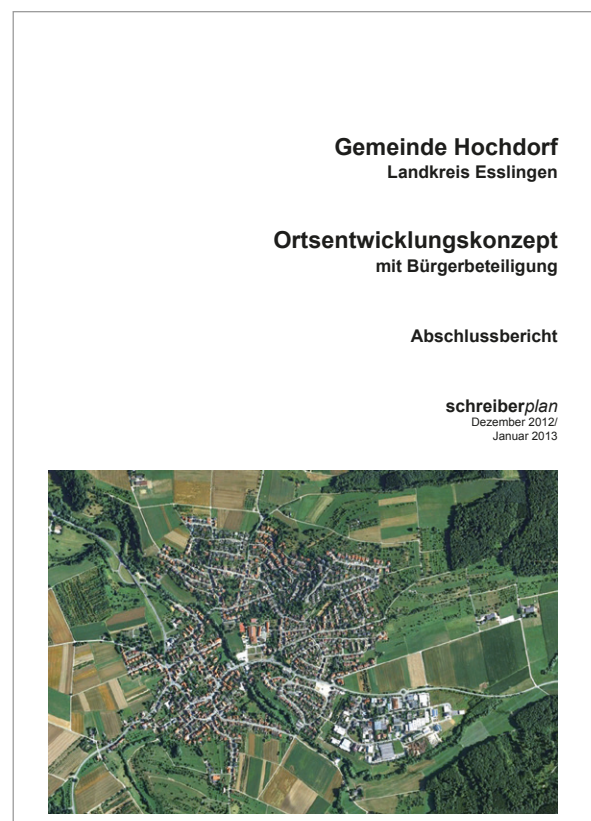 Gemeinde Hochdorf
Landkreis Esslingen
Ortsentwicklungskonzept
mit Bürgerbeteiligung
Abschlussbericht
schreiberplan
Dezember 2012/
Januar 2013